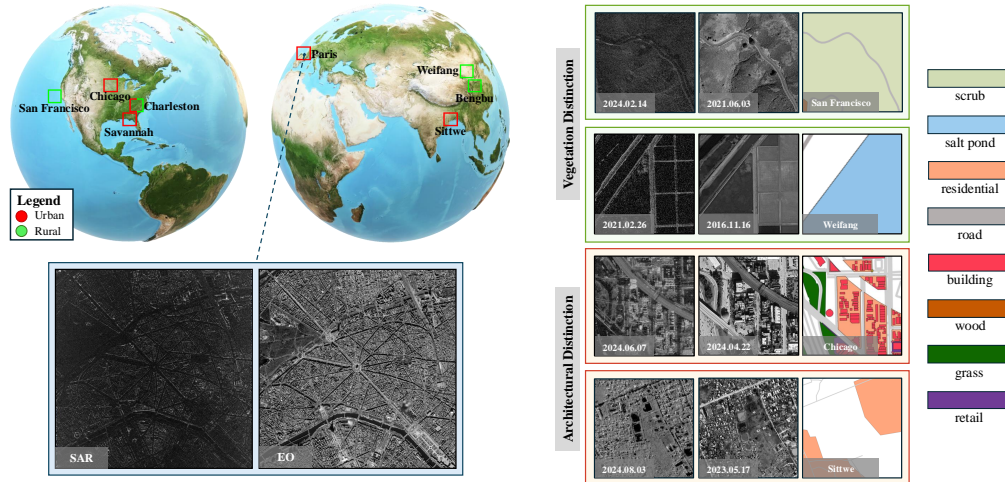 Paris
Weifang
San Francisco
Chicago
Charleston
Bengbu
Savannah
Sittwe
Legend
Urban
Rural
SAR
EO
Vegetation Distinction
2024.02.14
2021.06.03
San Francisco
2021.02.26
2016.11.16
Weifang
Architectural Distinction
2024.06.07
2024.04.22
Chicago
2024.08.03
2023.05.17
Sittwe
scrub
salt pond
residential
road
building
wood
grass
retail